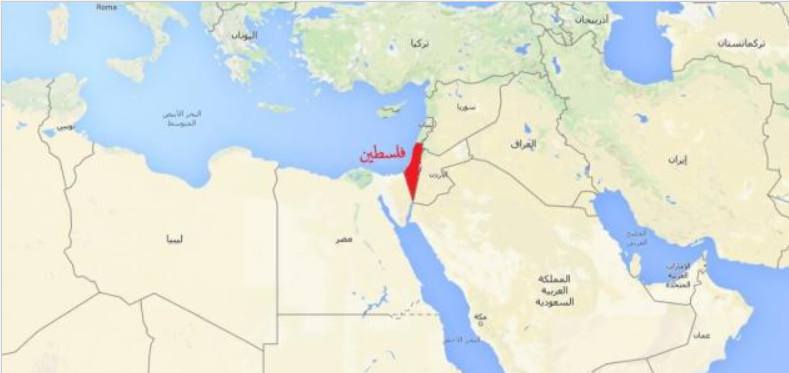 Roma
أذربيجان
اليونان
تركيا
تركمانستان
سوريا
البحر الأبيض
المتوسط
تونس
العراق
فلسطين
إيران
الأردن
الخليج
العربي
ليبيا
مصر
الإمارات
العربية
المتحدة
المملكة
العربية
السعودية
مكة
عمان
البحر الأحمر